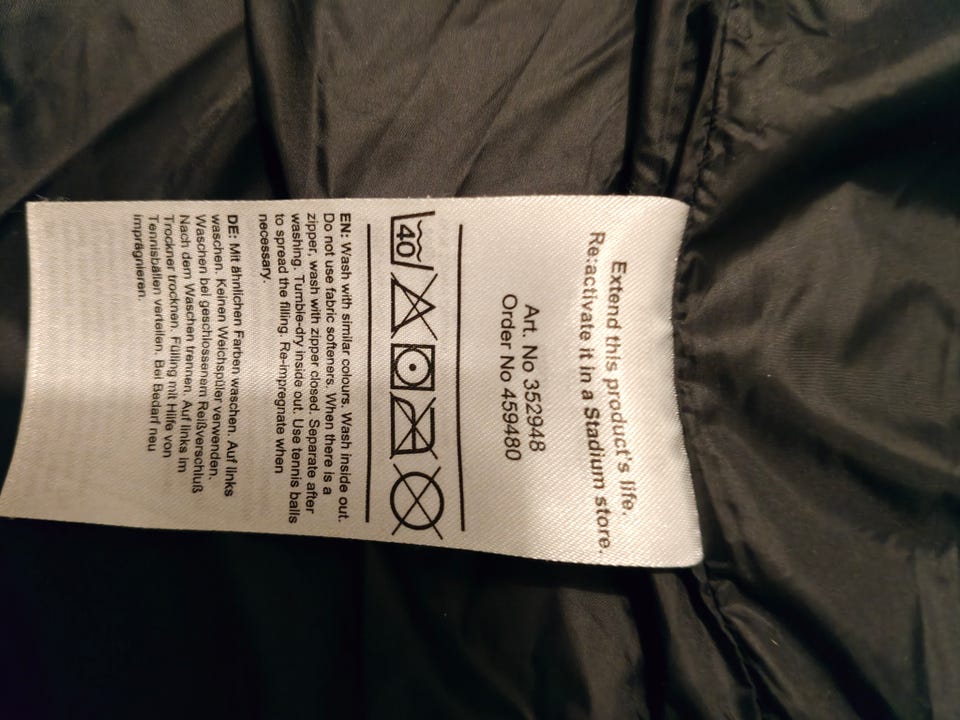 Extend this product's life.
Re:activate it in a Stadium store.
Art. No 352948
Order No 459480
40
EN: Wash with similar colours. Wash inside out.
Do not use fabric softeners. When there is a
zipper, wash with zipper closed. Separate after
washing. Tumble-dry inside out. Use tennis balls
to spread the filling. Re-impregnate when
necessary.
DE: Mit ähnlichen Farben waschen. Auf links
waschen. Keinen Weichspüler verwenden.
Waschen bei geschlossenem Reißverschluß
Nach dem Waschen trennen. Auf links im
Trockner trocknen. Füllung mit Hilfe von
Tennisbällen verteilen. Bei Bedarf neu
imprägnieren.